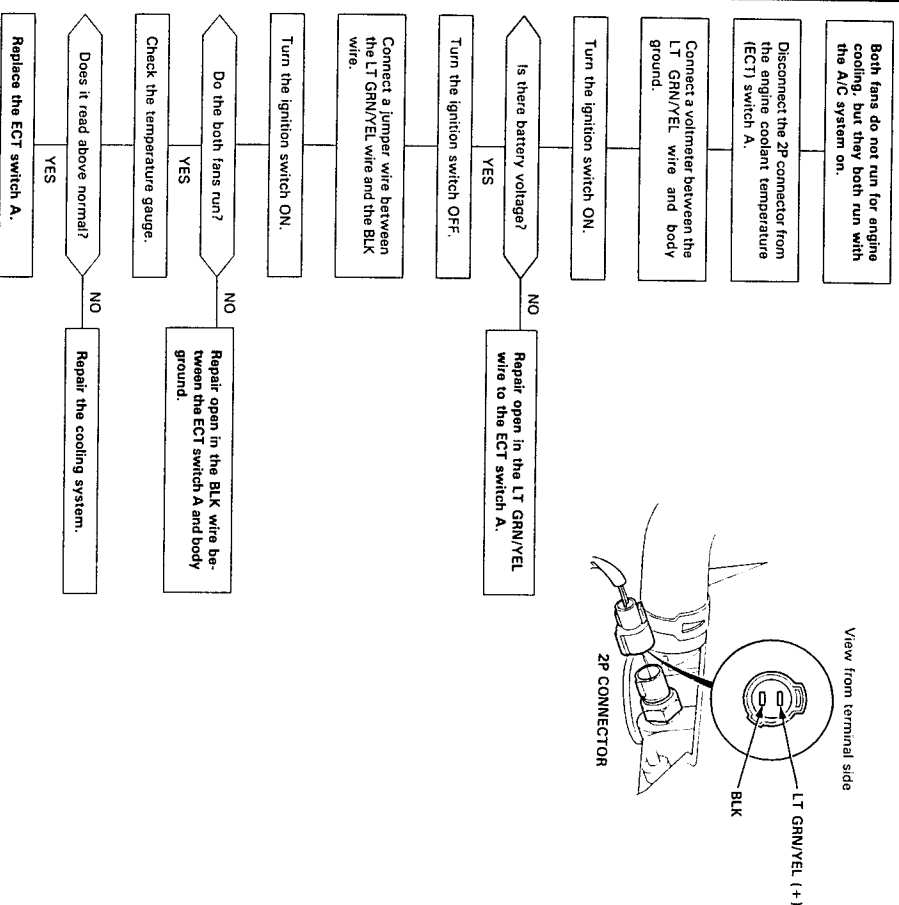 Both fans do not run for engine
cooling, but they both run with
the A/C system on.
Disconnect the 2P connector from
the engine coolant temperature
(ECT) switch A.
Connect a voltmeter between the
LT GRN/YEL wire and body
ground.
Turn the ignition switch ON.
Is there battery voltage?
NO
Repair open in the LT GRN/YEL
wire to the ECT switch A.
YES
Turn the ignition switch OFF.
Connect a jumper wire between
the LT GRN/YEL wire and the BLK
wire.
Turn the ignition switch ON.
Do the both fans run?
NO
Repair open in the BLK wire be-
tween the ECT switch A and body
ground.
YES
Check the temperature gauge.
Does it read above normal?
NO
Repair the cooling system.
YES
Replace the ECT switch A.
View from terminal side
LT GRN/YEL (+)
BLK
2P CONNECTOR